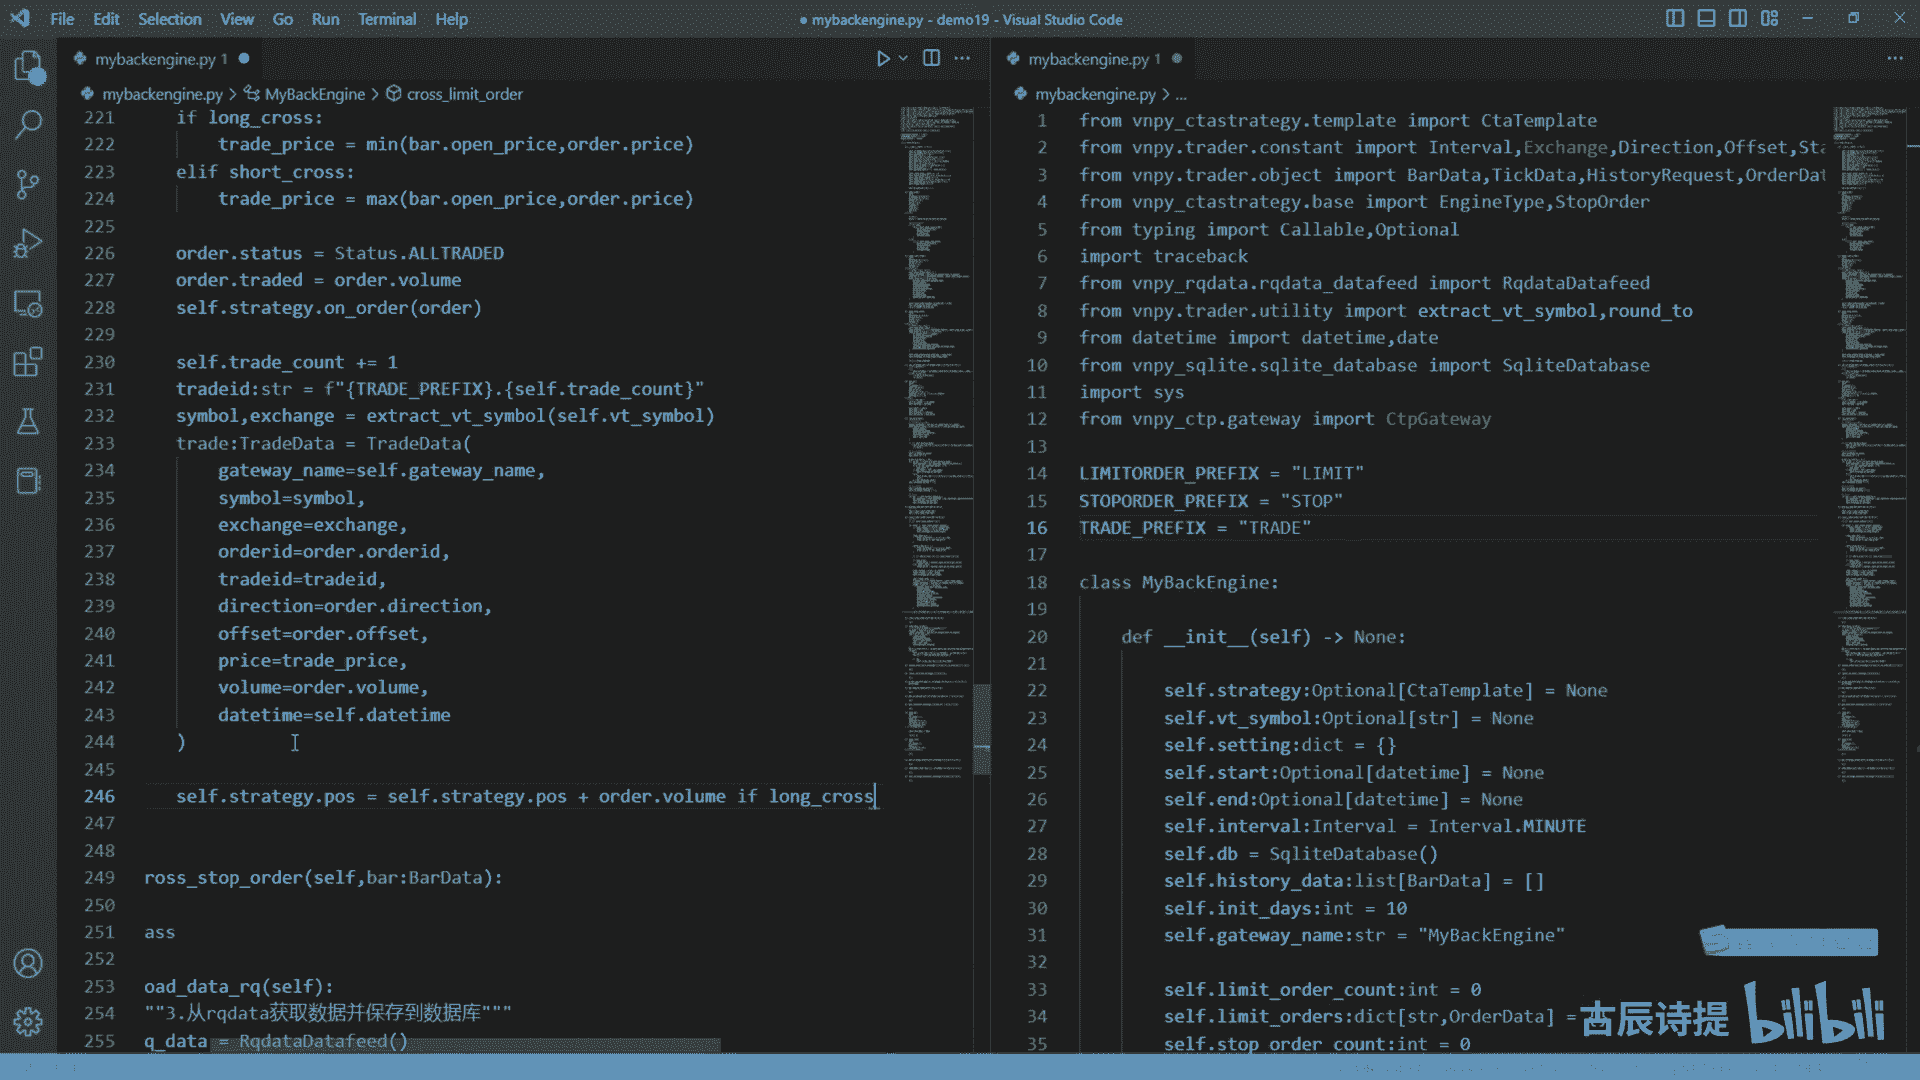 File Edit Selection View Go Run Terminal Help
● mybackengine.py - demo19 - Visual Studio Code
mybackengine.py 1
mybackengine.py > MyBackEngine > cross_limit_order
221 if long_cross:
222 trade_price = min(bar.open_price,order.price)
223 elif short_cross:
224 trade_price = max(bar.open_price,order.price)
225
226 order.status = Status.ALLTRADED
227 order.traded = order.volume
228 self.strategy.on_order(order)
229
230 self.trade_count += 1
231 tradeid:str = f"{TRADE_PREFIX}.{self.trade_count}"
232 symbol,exchange = extract_vt_symbol(self.vt_symbol)
233 trade:TradeData = TradeData(
234 gateway_name=self.gateway_name,
235 symbol=symbol,
236 exchange=exchange,
237 orderid=order.orderid,
238 tradeid=tradeid,
239 direction=order.direction,
240 offset=order.offset,
241 price=trade_price,
242 volume=order.volume,
243 datetime=self.datetime
244 )
245
246 self.strategy.pos = self.strategy.pos + order.volume if long_cross
247
248
249 ross_stop_order(self,bar:BarData):
250
251 ass
252
253 oad_data_rq(self):
254 ""3.从rqdata获取数据并保存到数据库"""
255 q_data = RqdataDatafeed()
mybackengine.py 1
mybackengine.py > ...
1 from vnpy_ctastrategy.template import CtaTemplate
2 from vnpy.trader.constant import Interval,Exchange,Direction,Offset,Sta
3 from vnpy.trader.object import BarData,TickData,HistoryRequest,OrderDat
4 from vnpy_ctastrategy.base import EngineType,StopOrder
5 from typing import Callable,Optional
6 import traceback
7 from vnpy_rqdata.rqdata_datafeed import RqdataDatafeed
8 from vnpy.trader.utility import extract_vt_symbol,round_to
9 from datetime import datetime,date
10 from vnpy_sqlite.sqlite_database import SqliteDatabase
11 import sys
12 from vnpy_ctp.gateway import CtpGateway
13
14 LIMITORDER_PREFIX = "LIMIT"
15 STOPORDER_PREFIX = "STOP"
16 TRADE_PREFIX = "TRADE"
17
18 class MyBackEngine:
19
20 def __init__(self) -> None:
21
22 self.strategy:Optional[CtaTemplate] = None
23 self.vt_symbol:Optional[str] = None
24 self.setting:dict = {}
25 self.start:Optional[datetime] = None
26 self.end:Optional[datetime] = None
27 self.interval:Interval = Interval.MINUTE
28 self.db = SqliteDatabase()
29 self.history_data:list[BarData] = []
30 self.init_days:int = 10
31 self.gateway_name:str = "MyBackEngine"
32
33 self.limit_order_count:int = 0
34 self.limit_orders:dict[str,OrderData] =
35 self.stop_order_count:int = 0
古辰诗提 bilibili